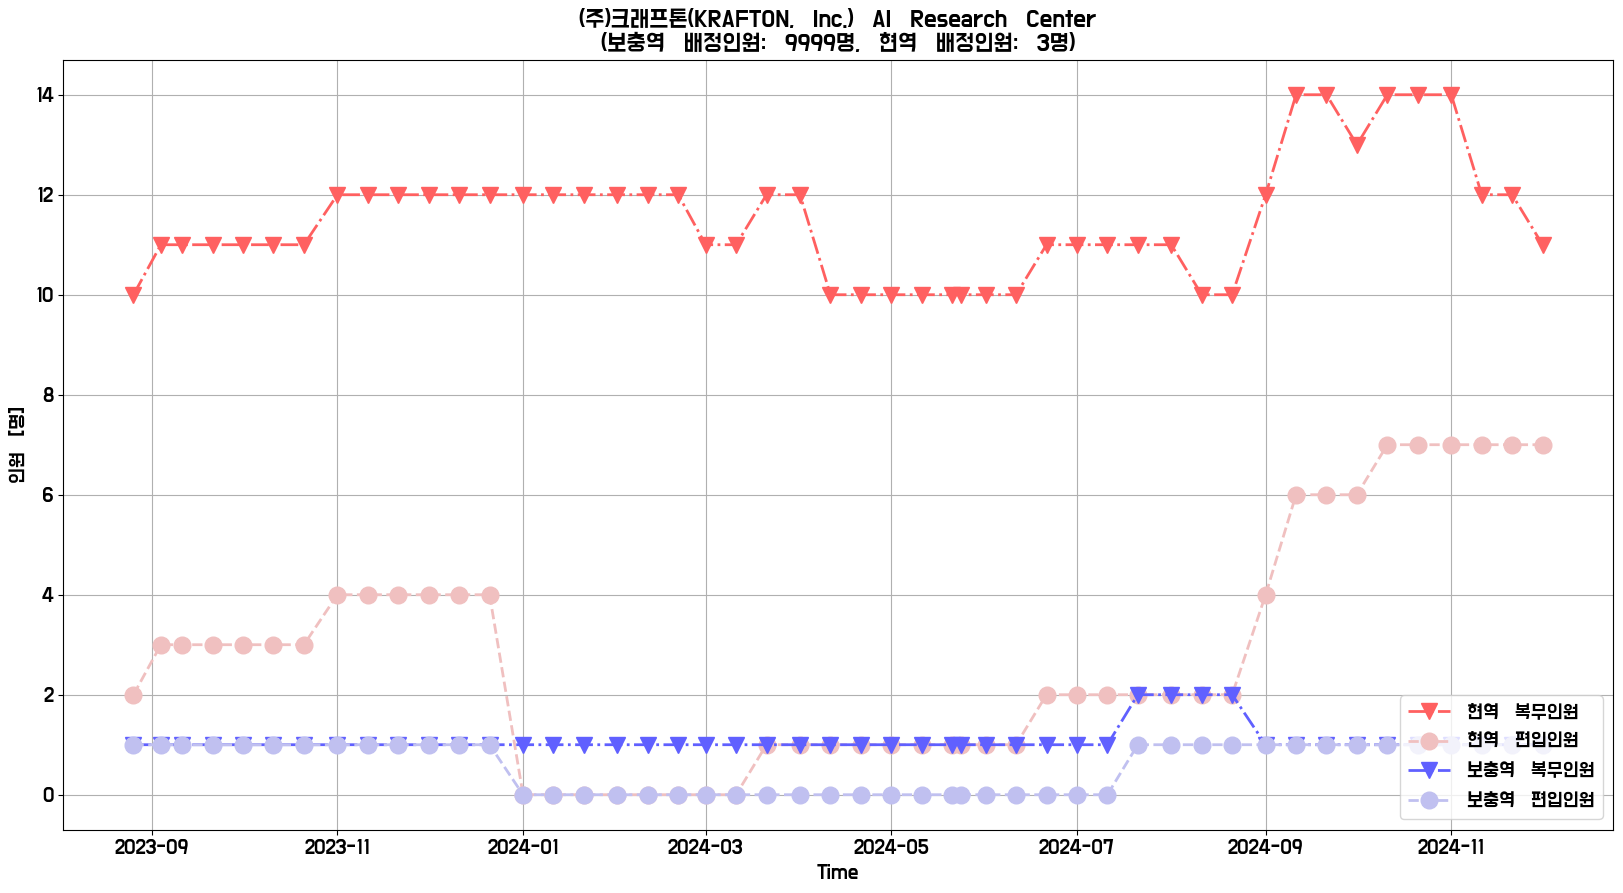 (주)크래프톤(KRAFTON, Inc.) AI Research Center
(보충역 배정인원: 9999명, 현역 배정인원: 3명)
인원 [명]
14
12
10
8
6
4
2
0
현역 복무인원
현역 편입인원
보충역 복무인원
보충역 편입인원
2023-09 2023-11 2024-01 2024-03 2024-05 2024-07 2024-09 2024-11
Time